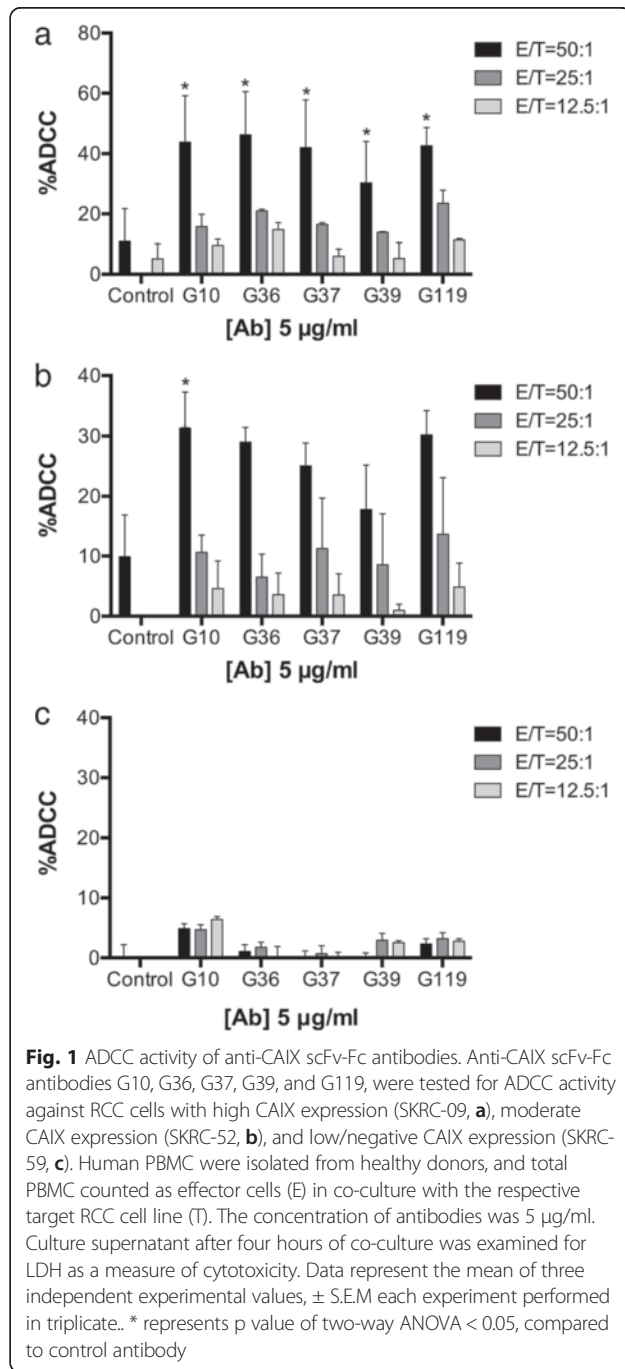 a
80
60
40
20
0
%ADCC
* * * * *
E/T=50:1
E/T=25:1
E/T=12.5:1
Control G10 G36 G37 G39 G119
[Ab] 5 µg/ml
b
40
30
20
10
0
%ADCC
*
E/T=50:1
E/T=25:1
E/T=12.5:1
Control G10 G36 G37 G39 G119
[Ab] 5 µg/ml
c
40
30
20
10
0
%ADCC
E/T=50:1
E/T=25:1
E/T=12.5:1
Control G10 G36 G37 G39 G119
[Ab] 5 µg/ml
Fig. 1 ADCC activity of anti-CAIX scFv-Fc antibodies. Anti-CAIX scFv-Fc
antibodies G10, G36, G37, G39, and G119, were tested for ADCC activity
against RCC cells with high CAIX expression (SKRC-09, a), moderate
CAIX expression (SKRC-52, b), and low/negative CAIX expression (SKRC-
59, c). Human PBMC were isolated from healthy donors, and total
PBMC counted as effector cells (E) in co-culture with the respective
target RCC cell line (T). The concentration of antibodies was 5 µg/ml.
Culture supernatant after four hours of co-culture was examined for
LDH as a measure of cytotoxicity. Data represent the mean of three
independent experimental values, ± S.E.M each experiment performed
in triplicate.. * represents p value of two-way ANOVA < 0.05, compared
to control antibody